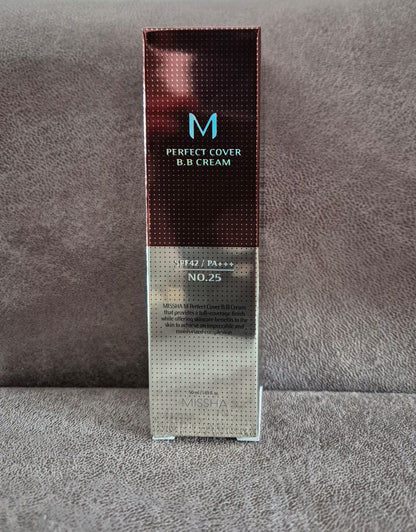 M
PERFECT COVER
B.B CREAM
SPF42 / PA+++
NO.25
MISSHA M Perfect Cover B.B Cream
that provides a full-coverage finish
while offering skincare benefits to the
skin to achieve an impeccable and
moisturized complexion.
MISSHA